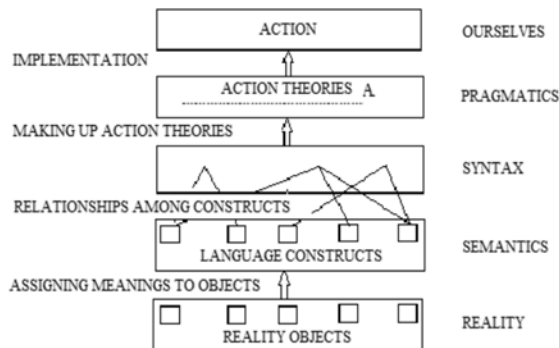 ACTION OURSELVES
IMPLEMENTATION
ACTION THEORIES A PRAGMATICS
MAKING UP ACTION THEORIES
SYNTAX
RELATIONSHIPS AMONG CONSTRUCTS
LANGUAGE CONSTRUCTS SEMANTICS
ASSIGNING MEANINGS TO OBJECTS
REALITY OBJECTS REALITY